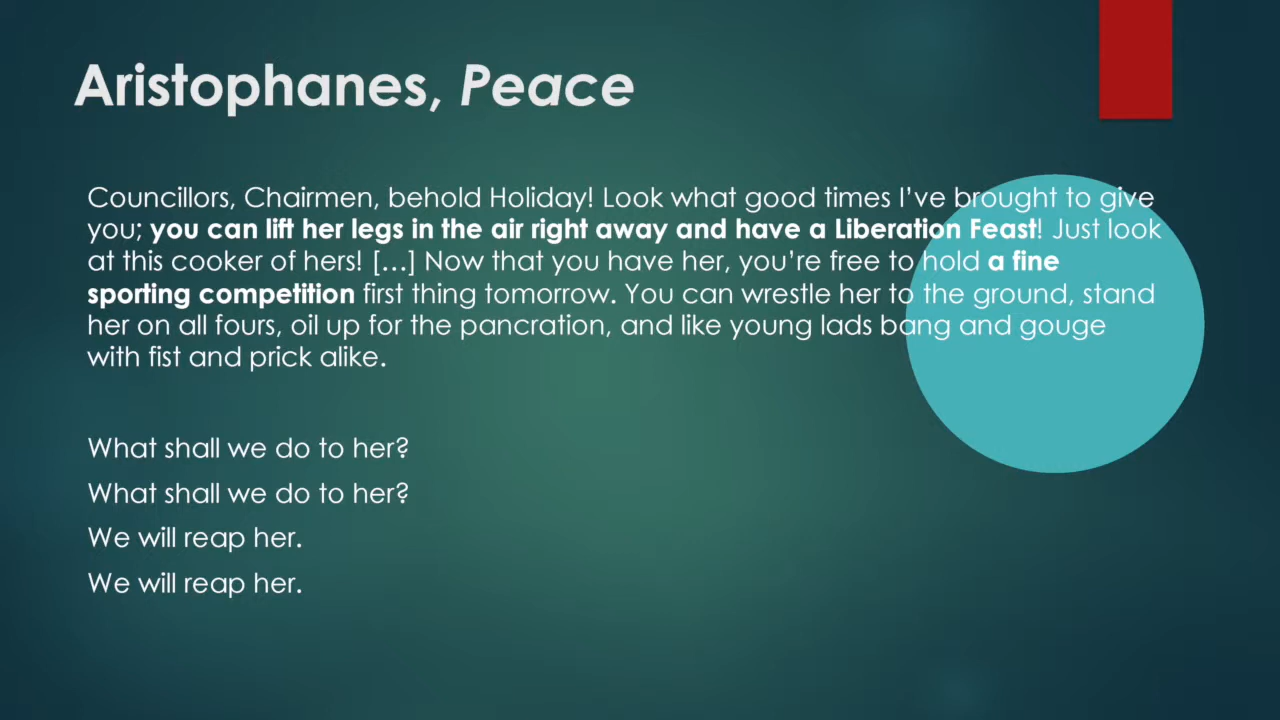 Aristophanes, Peace
Councillors, Chairmen, behold Holiday! Look what good times I've brought to give
you; you can lift her legs in the air right away and have a Liberation Feast! Just look
at this cooker of hers! […] Now that you have her, you're free to hold a fine
sporting competition first thing tomorrow. You can wrestle her to the ground, stand
her on all fours, oil up for the pancration, and like young lads bang and gouge
with fist and prick alike.
What shall we do to her?
What shall we do to her?
We will reap her.
We will reap her.